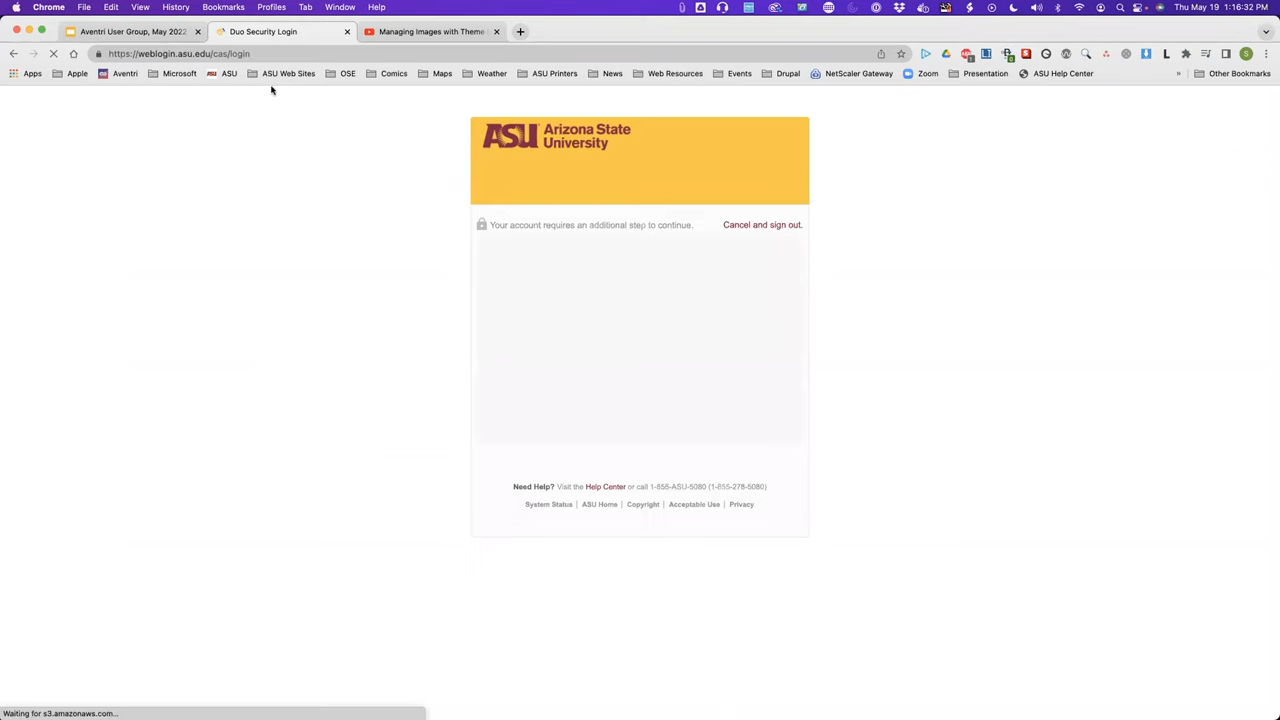 Chrome File Edit View History Bookmarks Profiles Tab Window Help Thu May 19 1:16:32 PM
Aventri User Group, May 2022 Duo Security Login Managing Images with Theme
https://weblogin.asu.edu/cas/login
Apps Apple Aventri Microsoft ASU ASU Web Sites OSE Comics Maps Weather ASU Printers News Web Resources Events Drupal NetScaler Gateway Zoom Presentation ASU Help Center » Other Bookmarks
ASU Arizona State
University
Your account requires an additional step to continue. Cancel and sign out.
Need Help? Visit the Help Center or call 1-855-ASU-5080 (1-855-278-5080)
System Status | ASU Home | Copyright | Acceptable Use | Privacy
Waiting for s3.amazonaws.com...